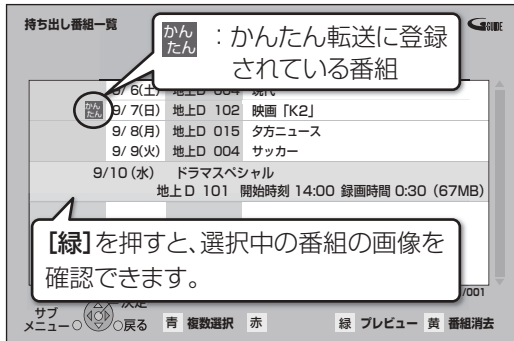 持ち出し番組一覧
GGUIDE
かん
たん
：かんたん転送に登録
されている番組
9/ 6(土) 地上D 004 現代
かん
たん
9/ 7(日) 地上D 102 映画「K2」
9/ 8(月) 地上D 015 夕方ニュース
9/ 9(火) 地上D 004 サッカー
9/10 (水) ドラマスペシャル
地上D 101 開始時刻 14:00 録画時間 0:30 (67MB)
[緑]を押すと、選択中の番組の画像を
確認できます。
/001
サブ
メニュー
決定
戻る
青 複数選択 赤 緑 プレビュー 黄 番組消去